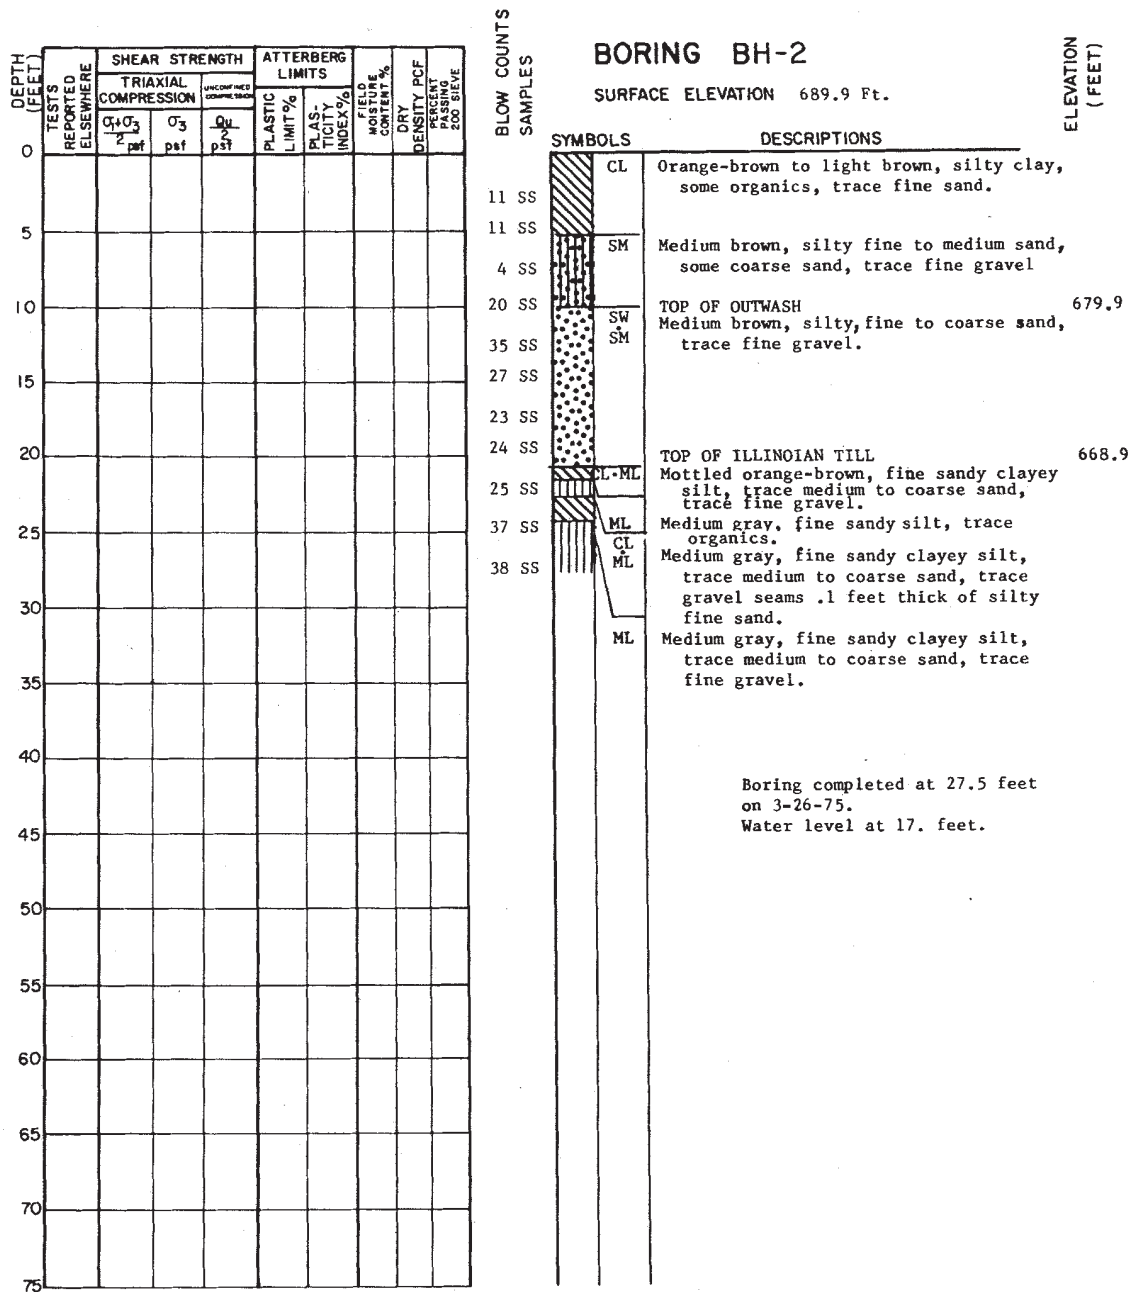 BORING BH-2
SURFACE ELEVATION 689.9 Ft.
DEPTH (FEET)
TESTS REPORTED ELSEWHERE
SHEAR STRENGTH
TRIAXIAL COMPRESSION
UNCONFINED COMPRESSION
σ1+σ3 / 2 psf
σ3 psf
Qu / 2 psf
ATTERBERG LIMITS
PLASTIC LIMIT%
PLAS- TICITY INDEX%
FIELD MOISTURE CONTENT%
DRY DENSITY PCF
PERCENT PASSING 200 SIEVE
BLOW COUNTS
SAMPLES
SYMBOLS
DESCRIPTIONS
ELEVATION (FEET)
0
5
10
15
20
25
30
35
40
45
50
55
60
65
70
75
11 SS
11 SS
4 SS
20 SS
35 SS
27 SS
23 SS
24 SS
25 SS
37 SS
38 SS
CL Orange-brown to light brown, silty clay,
some organics, trace fine sand.
SM Medium brown, silty fine to medium sand,
some coarse sand, trace fine gravel
TOP OF OUTWASH 679.9
SW·SM Medium brown, silty, fine to coarse sand,
trace fine gravel.
TOP OF ILLINOIAN TILL 668.9
CL·ML Mottled orange-brown, fine sandy clayey
silt, trace medium to coarse sand,
trace fine gravel.
ML Medium gray, fine sandy silt, trace
organics.
CL·ML Medium gray, fine sandy clayey silt,
trace medium to coarse sand, trace
gravel seams .1 feet thick of silty
fine sand.
ML Medium gray, fine sandy clayey silt,
trace medium to coarse sand, trace
fine gravel.
Boring completed at 27.5 feet
on 3-26-75.
Water level at 17. feet.